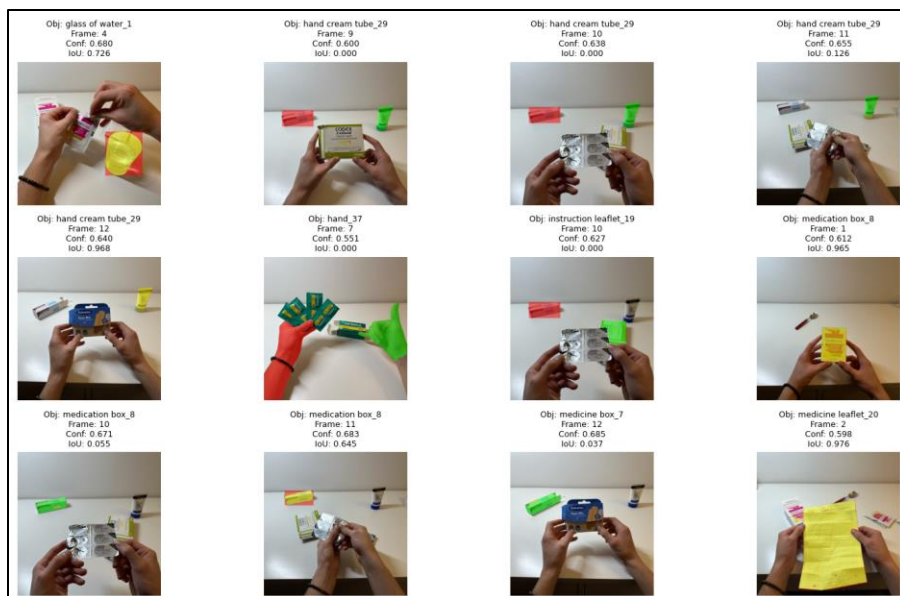 Obj: glass of water_1
Frame: 4
Conf: 0.680
IoU: 0.726
Obj: hand cream tube_29
Frame: 9
Conf: 0.600
IoU: 0.000
Obj: hand cream tube_29
Frame: 10
Conf: 0.638
IoU: 0.000
Obj: hand cream tube_29
Frame: 11
Conf: 0.655
IoU: 0.126
Obj: hand cream tube_29
Frame: 12
Conf: 0.640
IoU: 0.968
Obj: hand_37
Frame: 7
Conf: 0.551
IoU: 0.000
Obj: instruction leaflet_19
Frame: 10
Conf: 0.627
IoU: 0.000
Obj: medication box_8
Frame: 1
Conf: 0.612
IoU: 0.965
Obj: medication box_8
Frame: 10
Conf: 0.671
IoU: 0.055
Obj: medication box_8
Frame: 11
Conf: 0.683
IoU: 0.645
Obj: medicine box_7
Frame: 12
Conf: 0.685
IoU: 0.037
Obj: medicine leaflet_20
Frame: 2
Conf: 0.598
IoU: 0.976